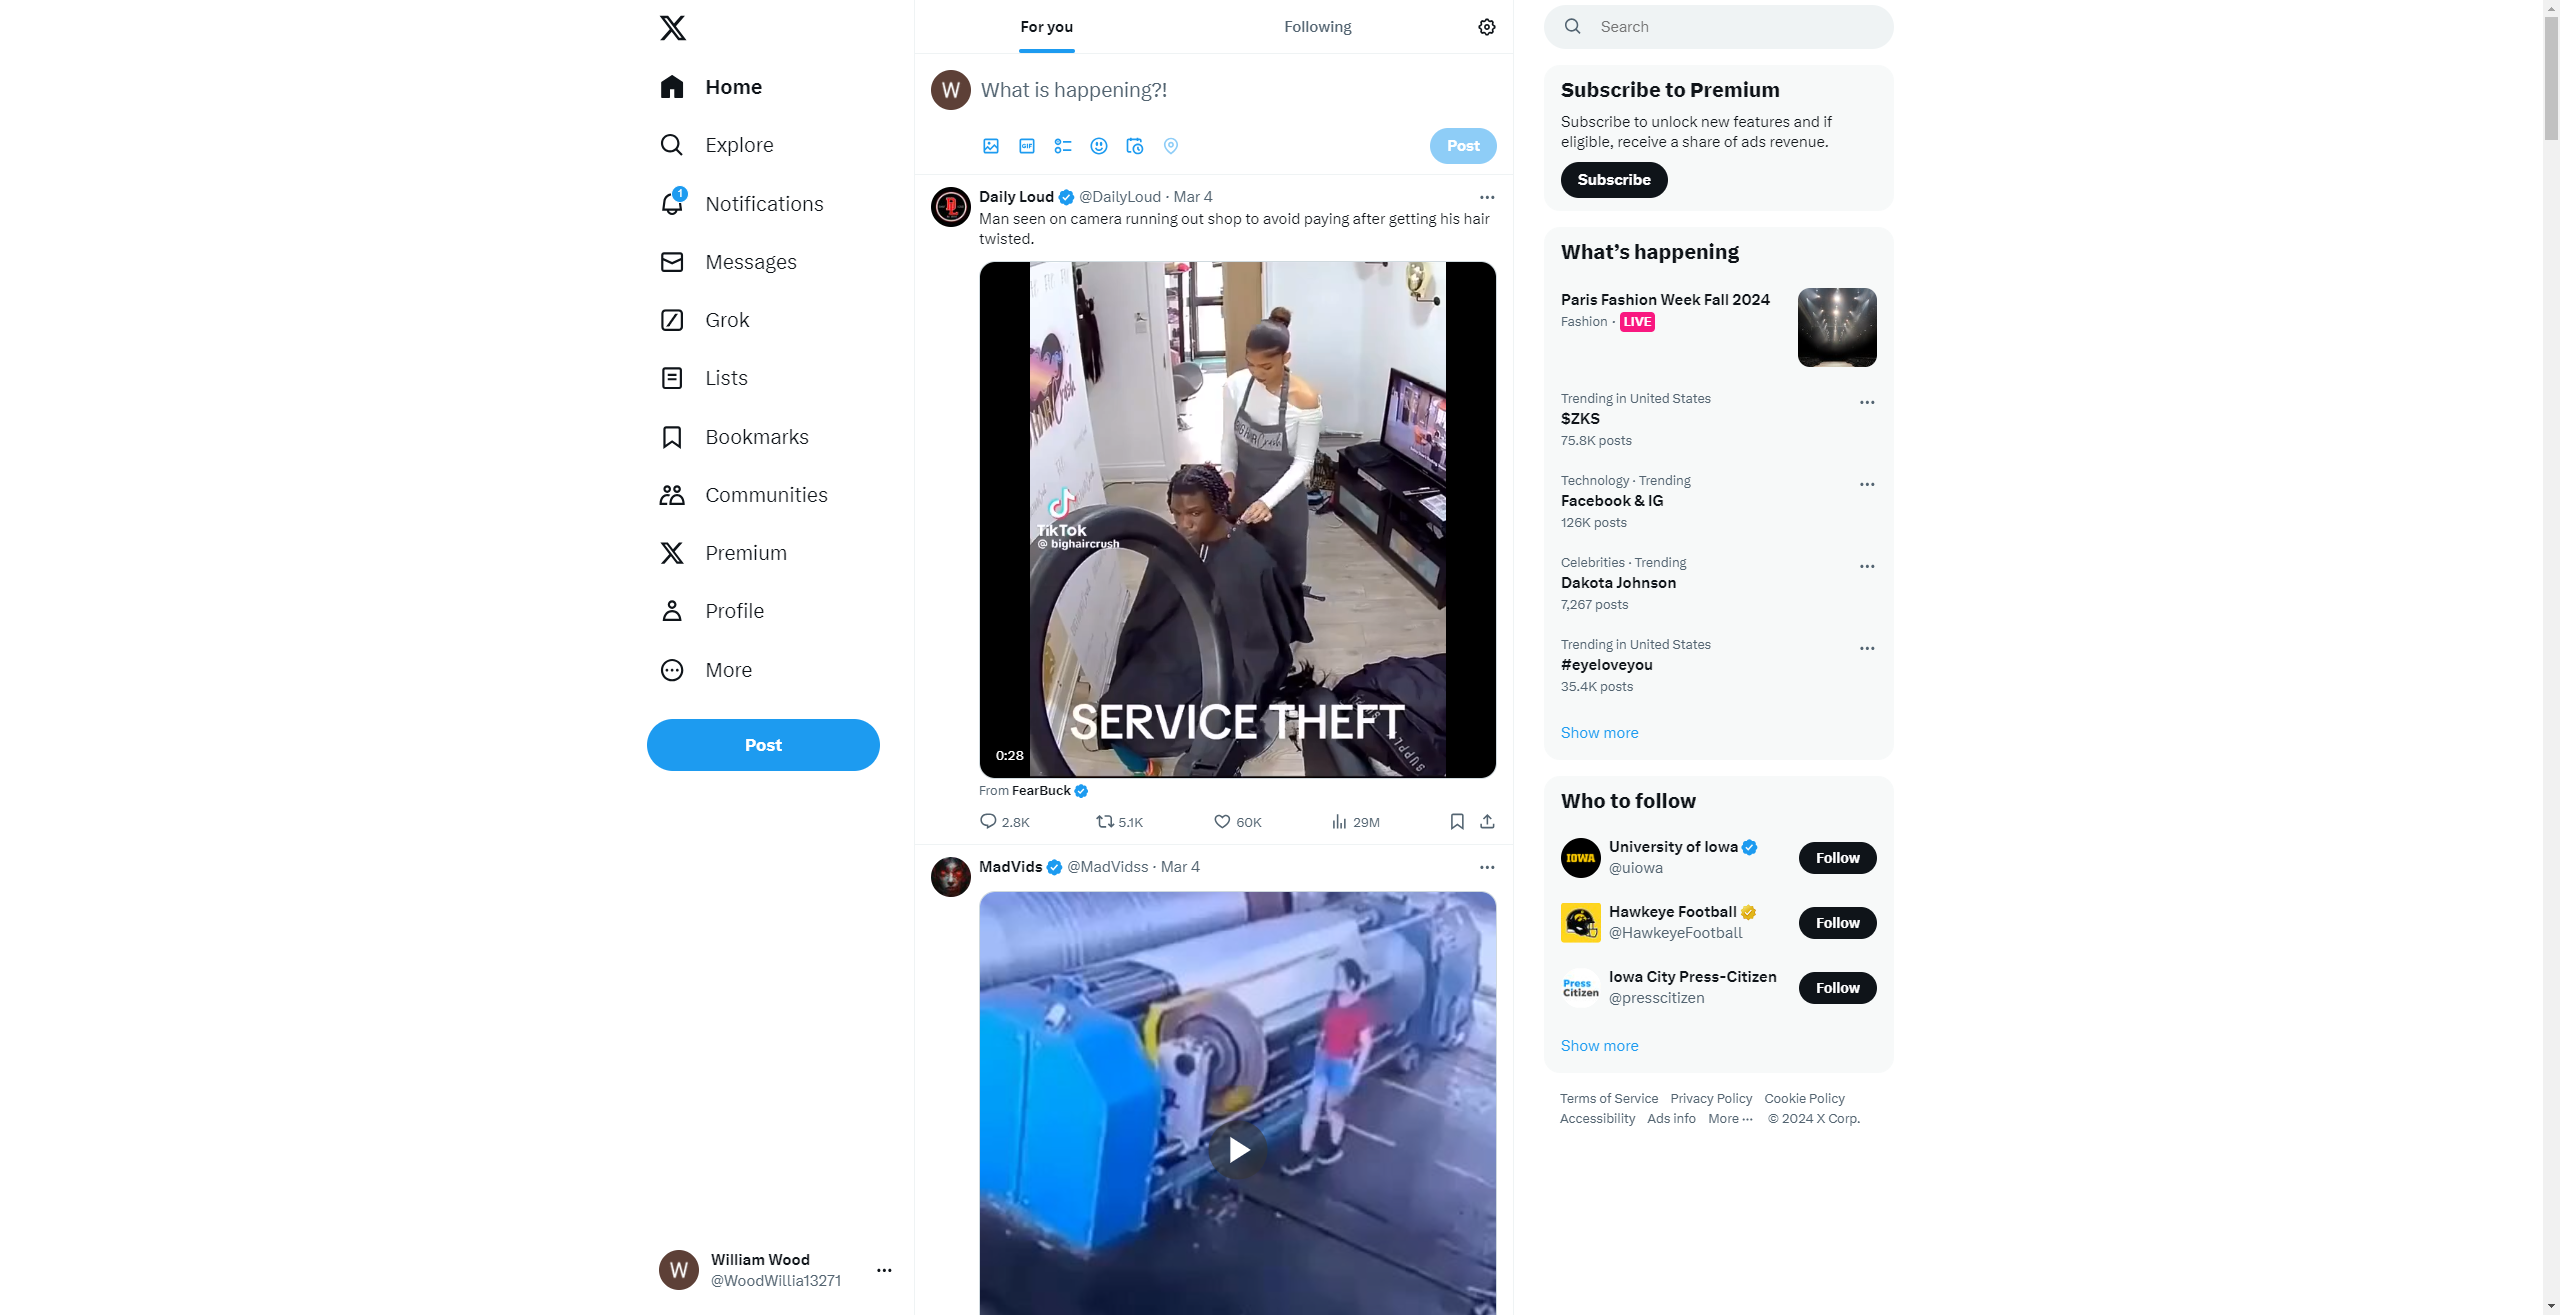 Home
Explore
1
Notifications
Messages
Grok
Lists
Bookmarks
Communities
Premium
Profile
More
Post
William Wood
@WoodWillia13271
W
For you
Following
W
What is happening?!
GIF
Post
Daily Loud @DailyLoud · Mar 4
Man seen on camera running out shop to avoid paying after getting his hair
twisted.
TikTok
@ bighaircrush
SERVICE THEFT
0:28
From FearBuck
2.8K
5.1K
60K
29M
MadVids @MadVidss · Mar 4
Search
Subscribe to Premium
Subscribe to unlock new features and if
eligible, receive a share of ads revenue.
Subscribe
What’s happening
Paris Fashion Week Fall 2024
Fashion · LIVE
Trending in United States
$ZKS
75.8K posts
Technology · Trending
Facebook & IG
126K posts
Celebrities · Trending
Dakota Johnson
7,267 posts
Trending in United States
#eyeloveyou
35.4K posts
Show more
Who to follow
IOWA
University of Iowa
@uiowa
Follow
Hawkeye Football
@HawkeyeFootball
Follow
Press
Citizen
Iowa City Press-Citizen
@presscitizen
Follow
Show more
Terms of Service Privacy Policy Cookie Policy
Accessibility Ads info More ··· © 2024 X Corp.